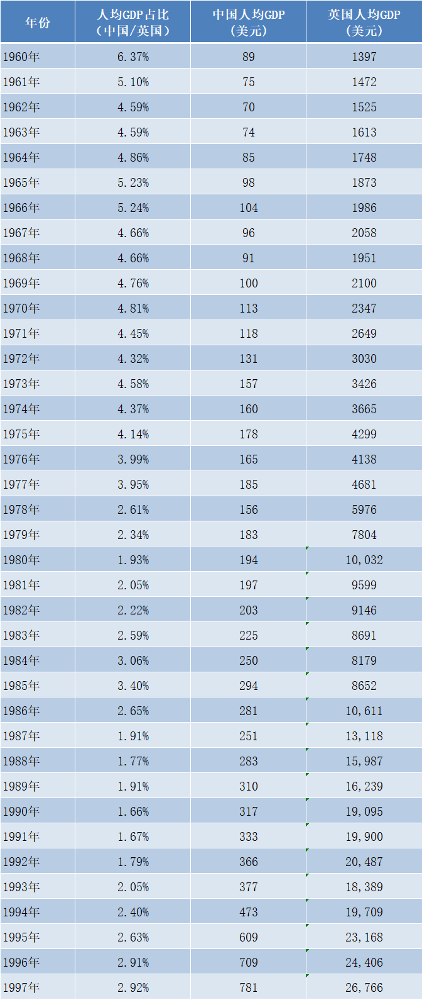 年份 人均GDP占比 中国人均GDP 英国人均GDP
（中国/英国） (美元) (美元)
1960年 6.37% 89 1397
1961年 5.10% 75 1472
1962年 4.59% 70 1525
1963年 4.59% 74 1613
1964年 4.86% 85 1748
1965年 5.23% 98 1873
1966年 5.24% 104 1986
1967年 4.66% 96 2058
1968年 4.66% 91 1951
1969年 4.76% 100 2100
1970年 4.81% 113 2347
1971年 4.45% 118 2649
1972年 4.32% 131 3030
1973年 4.58% 157 3426
1974年 4.37% 160 3665
1975年 4.14% 178 4299
1976年 3.99% 165 4138
1977年 3.95% 185 4681
1978年 2.61% 156 5976
1979年 2.34% 183 7804
1980年 1.93% 194 10,032
1981年 2.05% 197 9599
1982年 2.22% 203 9146
1983年 2.59% 225 8691
1984年 3.06% 250 8179
1985年 3.40% 294 8652
1986年 2.65% 281 10,611
1987年 1.91% 251 13,118
1988年 1.77% 283 15,987
1989年 1.91% 310 16,239
1990年 1.66% 317 19,095
1991年 1.67% 333 19,900
1992年 1.79% 366 20,487
1993年 2.05% 377 18,389
1994年 2.40% 473 19,709
1995年 2.63% 609 23,168
1996年 2.91% 709 24,406
1997年 2.92% 781 26,766